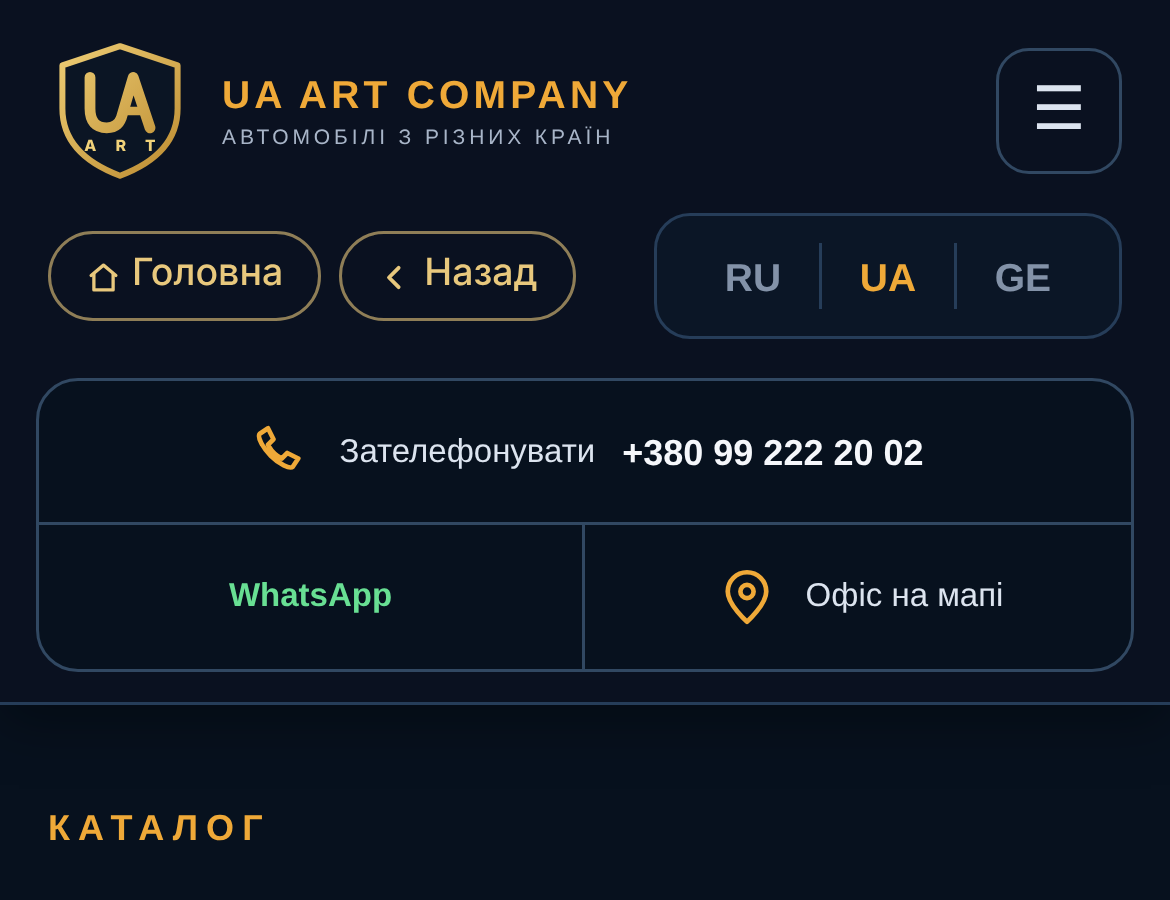 UA
ART
UA ART COMPANY
АВТОМОБІЛІ З РІЗНИХ КРАЇН
Головна
Назад
RU UA GE
Зателефонувати +380 99 222 20 02
WhatsApp
Офіс на мапі
КАТАЛОГ